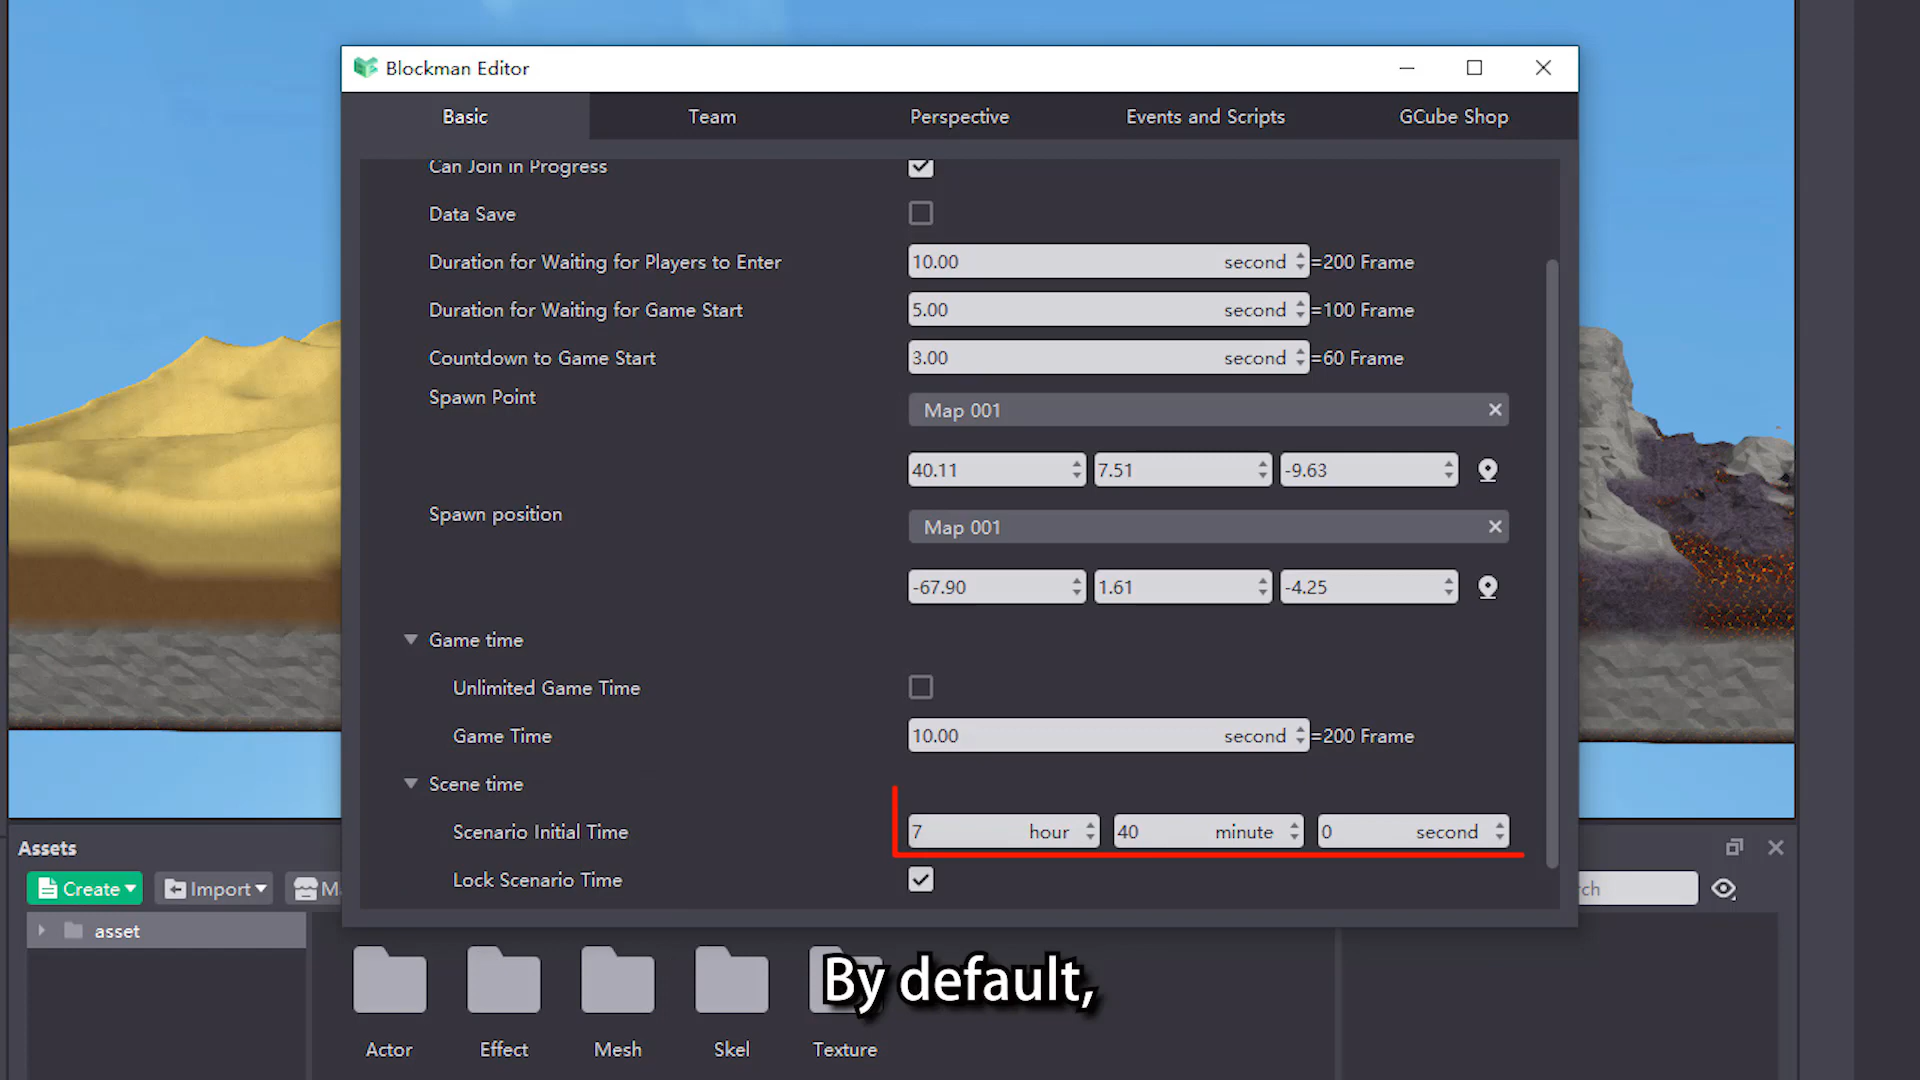 Blockman Editor
Basic Team Perspective Events and Scripts GCube Shop
Can Join in Progress
Data Save
Duration for Waiting for Players to Enter 10.00 second =200 Frame
Duration for Waiting for Game Start 5.00 second =100 Frame
Countdown to Game Start 3.00 second =60 Frame
Spawn Point Map 001
40.11 7.51 -9.63
Spawn position Map 001
-67.90 1.61 -4.25
Game time
Unlimited Game Time
Game Time 10.00 second =200 Frame
Scene time
Scenario Initial Time 7 hour 40 minute 0 second
Lock Scenario Time
Assets
Create Import
asset
By default,
Actor Effect Mesh Skel Texture